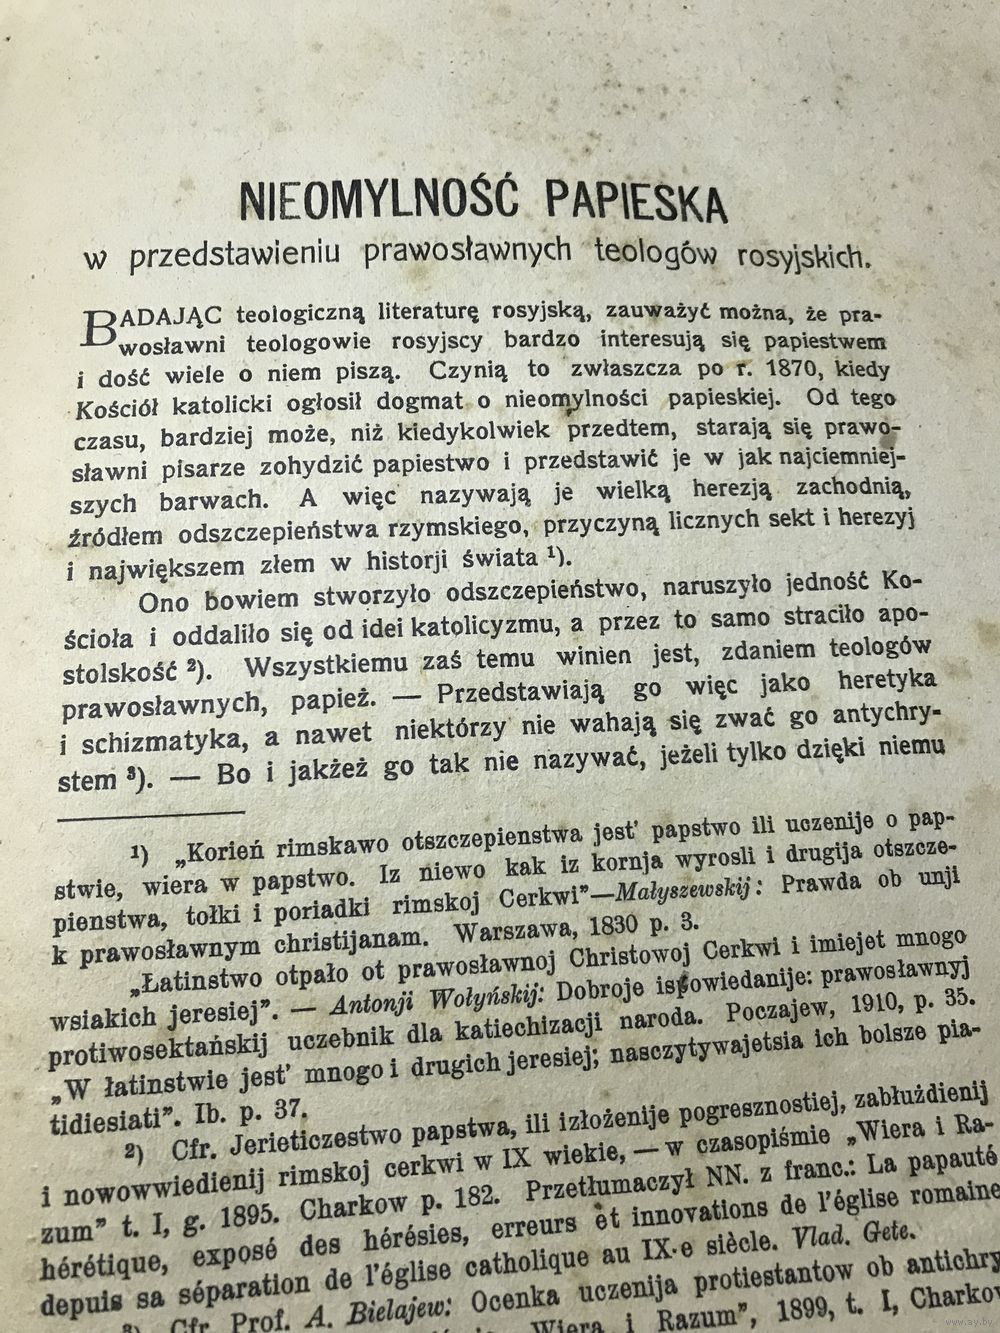 NIEOMYLNOŚĆ PAPIESKA
w przedstawieniu prawosławnych teologów rosyjskich.
BADAJĄC teologiczną literaturę rosyjską, zauważyć można, że pra-
wosławni teologowie rosyjscy bardzo interesują się papiestwem
i dość wiele o niem piszą. Czynią to zwłaszcza po r. 1870, kiedy
Kościół katolicki ogłosił dogmat o nieomylności papieskiej. Od tego
czasu, bardziej może, niż kiedykolwiek przedtem, starają się prawo-
sławni pisarze zohydzić papiestwo i przedstawić je w jak najciemniej-
szych barwach. A więc nazywają je wielką herezją zachodnią,
źródłem odszczepieństwa rzymskiego, przyczyną licznych sekt i herezyj
i największem złem w historji świata ¹).
Ono bowiem stworzyło odszczepieństwo, naruszyło jedność Ko-
ścioła i oddaliło się od idei katolicyzmu, a przez to samo straciło apo-
stolskość ²). Wszystkiemu zaś temu winien jest, zdaniem teologów
prawosławnych, papież. — Przedstawiają go więc jako heretyka
i schizmatyka, a nawet niektórzy nie wahają się zwać go antychry-
stem ³). — Bo i jakżeż go tak nie nazywać, jeżeli tylko dzięki niemu
¹) „Korień rimskawo otszczepienstwa jest' papstwo ili uczenije o pap-
stwie, wiera w papstwo. Iz niewo kak iz kornja wyrosli i drugija otszcze-
pienstwa, tołki i poriadki rimskoj Cerkwi”—Małyszewskij: Prawda ob unji
k prawosławnym christijanam. Warszawa, 1830 p. 3.
„Łatinstwo otpało ot prawosławnoj Christowoj Cerkwi i imiejet mnogo
wsiakich jeresiej”. — Antonji Wołyńskij: Dobroje ispowiedanije: prawosławnyj
protiwosektańskij uczebnik dla katiechizacji naroda. Poczajew, 1910, p. 35.
„W łatinstwie jest' mnogo i drugich jeresiej; nasczytywajetsia ich bolsze pia-
tidiesiati”. Ib. p. 37.
²) Cfr. Jerieticzestwo papstwa, ili izłożenije pogresznostiej, zabłużdienij
i nowowwiedienij rimskoj cerkwi w IX wiekie, — w czasopiśmie „Wiera i Ra-
zum” t. I, g. 1895. Charkow p. 182. Przetłumaczył NN. z franc.: La papauté
hérétique, exposé des hérésies, erreurs èt innovations de l'église romaine
depuis sa séparation de l'église catholique au IX-e siècle. Vlad. Gete.
³) Cfr. Prof. A. Bielajew: Ocenka uczenija protiestantow ob antichry
„Wiera i Razum”, 1899, t. I, Charkow
www.ay.by